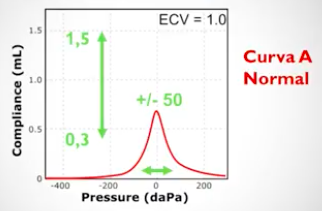 ECV = 1.0
Compliance (mL)
1.5
1.0
0.5
0
1,5
0,3
+/- 50
-400
-200
0
200
Pressure (daPa)
Curva A
Normal